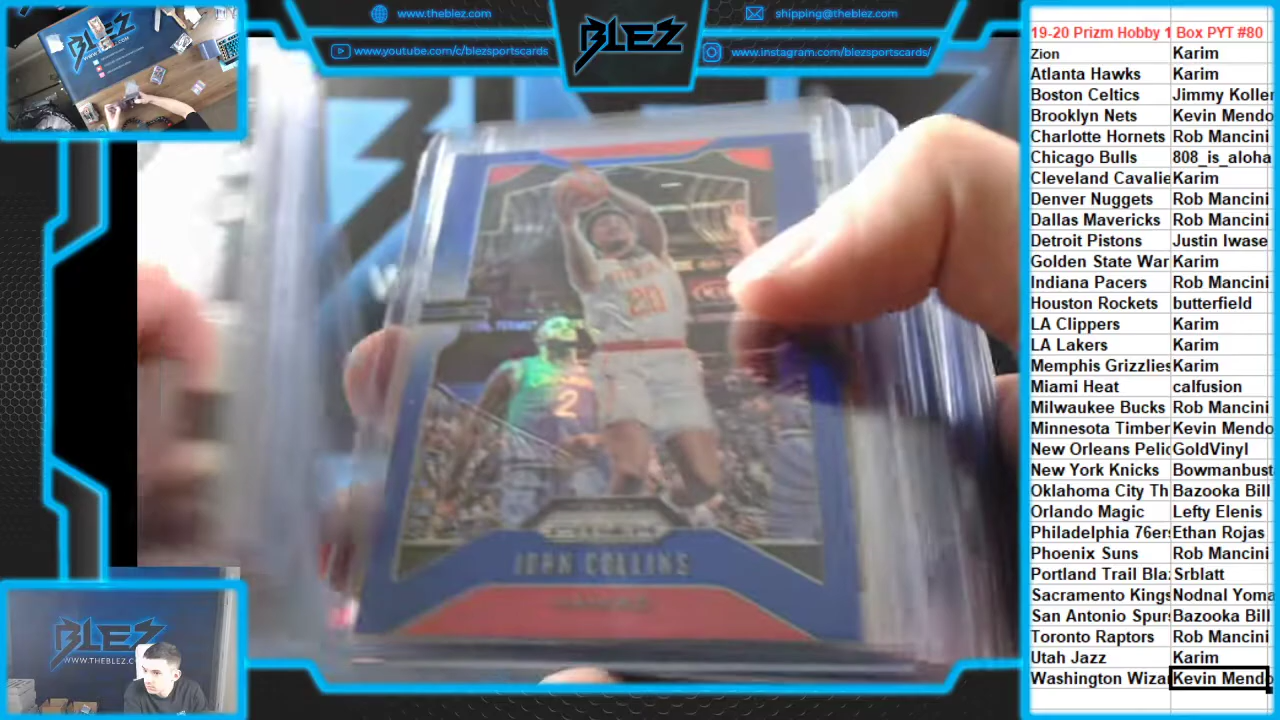 www.theblez.com
shipping@theblez.com
www.youtube.com/c/blezsportscards
www.instagram.com/blezsportscards/
BLEZ
20
2
JOHN COLLINS
BLEZ
WWW.THEBLEZ.COM
19-20 Prizm Hobby 1 Box PYT #80
Zion Karim
Atlanta Hawks Karim
Boston Celtics Jimmy Koller
Brooklyn Nets Kevin Mendo
Charlotte Hornets Rob Mancini
Chicago Bulls 808_is_aloha
Cleveland Cavalie Karim
Denver Nuggets Rob Mancini
Dallas Mavericks Rob Mancini
Detroit Pistons Justin Iwase
Golden State War Karim
Indiana Pacers Rob Mancini
Houston Rockets butterfield
LA Clippers Karim
LA Lakers Karim
Memphis Grizzlies Karim
Miami Heat calfusion
Milwaukee Bucks Rob Mancini
Minnesota Timber Kevin Mendo
New Orleans Pelic GoldVinyl
New York Knicks Bowmanbust
Oklahoma City Th Bazooka Bill
Orlando Magic Lefty Elenis
Philadelphia 76ers Ethan Rojas
Phoenix Suns Rob Mancini
Portland Trail Blaz Srblatt
Sacramento Kings Nodnal Yoma
San Antonio Spurs Bazooka Bill
Toronto Raptors Rob Mancini
Utah Jazz Karim
Washington Wizar Kevin Mendo